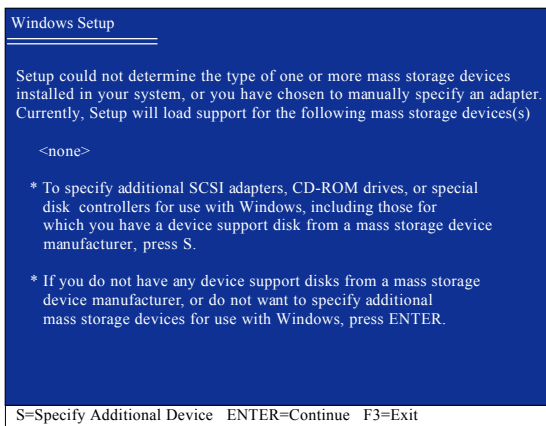 Windows Setup
Setup could not determine the type of one or more mass storage devices
installed in your system, or you have chosen to manually specify an adapter.
Currently, Setup will load support for the following mass storage devices(s)
<none>
* To specify additional SCSI adapters, CD-ROM drives, or special
disk controllers for use with Windows, including those for
which you have a device support disk from a mass storage device
manufacturer, press S.
* If you do not have any device support disks from a mass storage
device manufacturer, or do not want to specify additional
mass storage devices for use with Windows, press ENTER.
S=Specify Additional Device ENTER=Continue F3=Exit